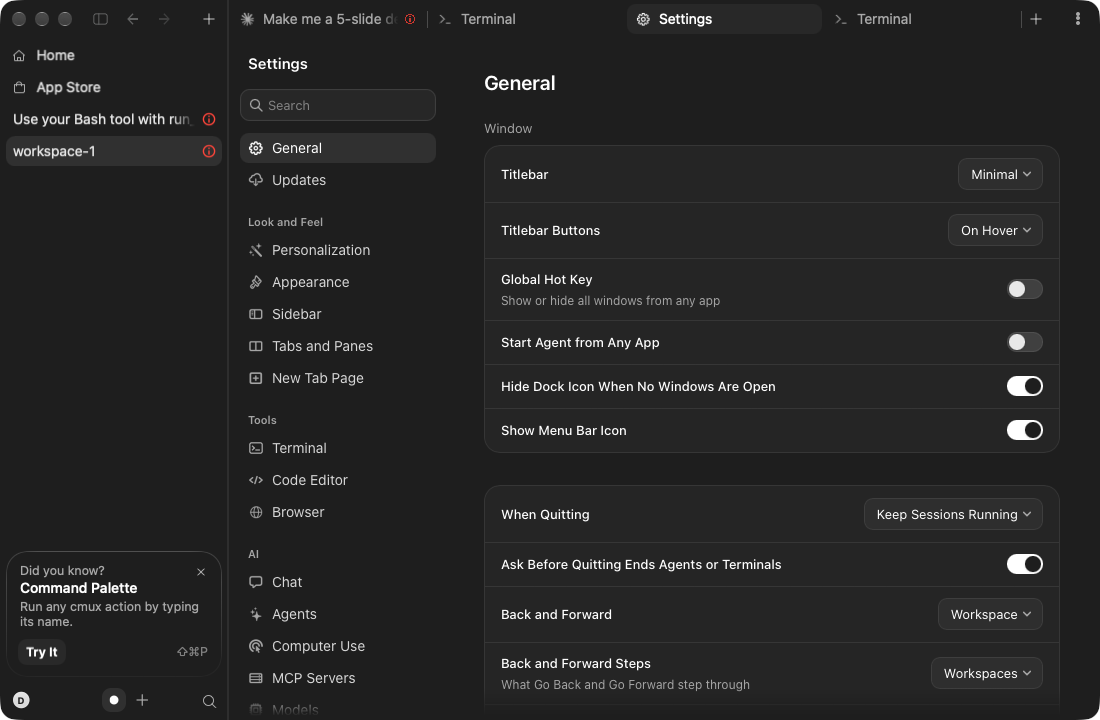 Home
App Store
Use your Bash tool with run_
workspace-1
Did you know?
Command Palette
Run any cmux action by typing
its name.
Try It
⇧⌘P
D
Make me a 5-slide d
Terminal
Settings
Terminal
Settings
Search
General
Updates
Look and Feel
Personalization
Appearance
Sidebar
Tabs and Panes
New Tab Page
Tools
Terminal
Code Editor
Browser
AI
Chat
Agents
Computer Use
MCP Servers
Models
General
Window
Titlebar
Minimal
Titlebar Buttons
On Hover
Global Hot Key
Show or hide all windows from any app
Start Agent from Any App
Hide Dock Icon When No Windows Are Open
Show Menu Bar Icon
When Quitting
Keep Sessions Running
Ask Before Quitting Ends Agents or Terminals
Back and Forward
Workspace
Back and Forward Steps
What Go Back and Go Forward step through
Workspaces